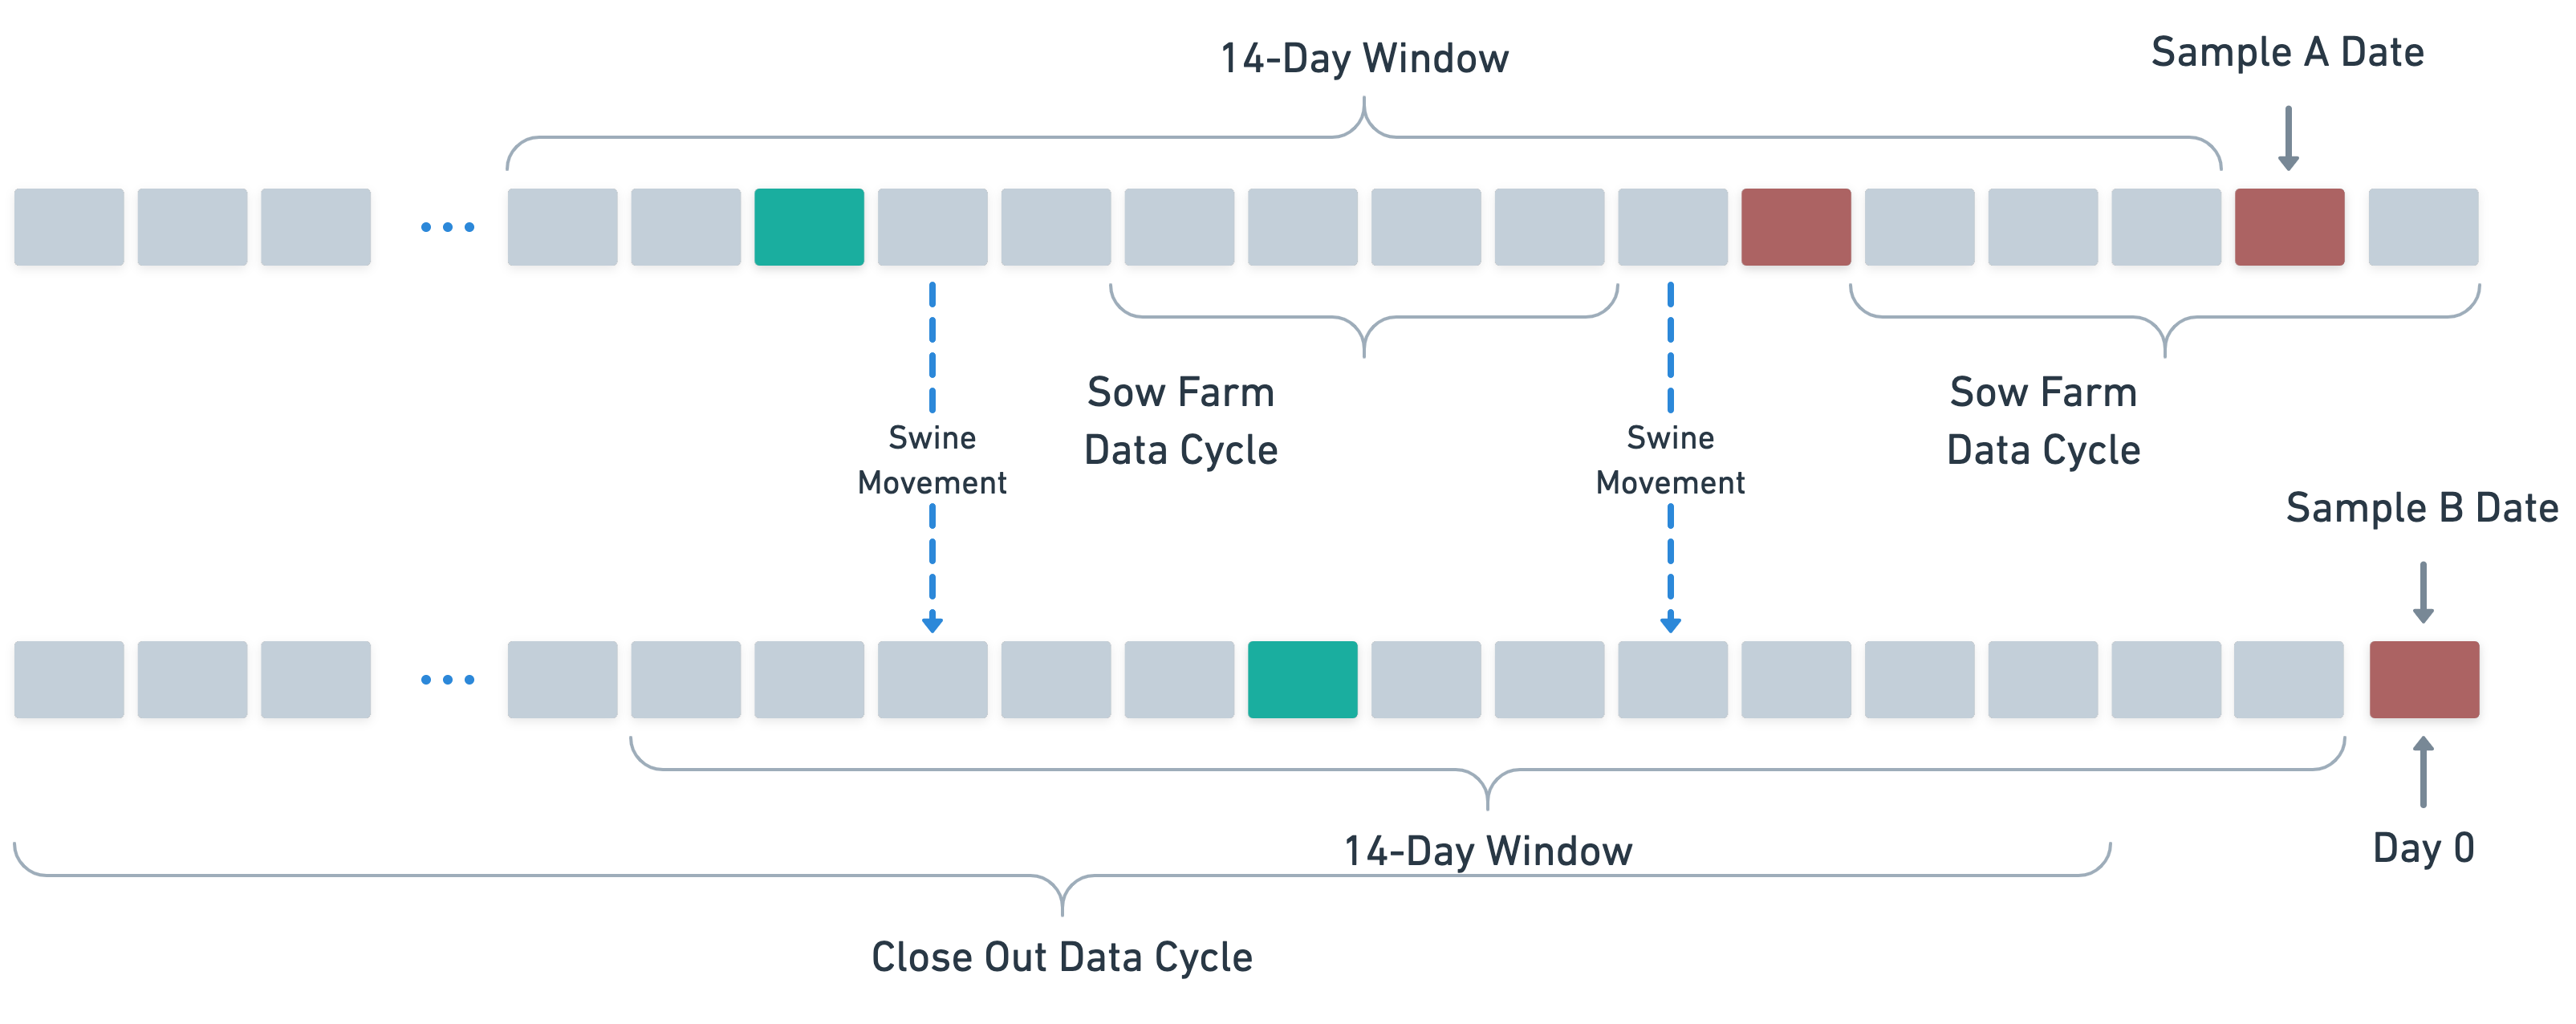 14-Day Window
Sample A Date
Sow Farm
Data Cycle
Sow Farm
Data Cycle
Swine
Movement
Swine
Movement
Sample B Date
14-Day Window
Day 0
Close Out Data Cycle